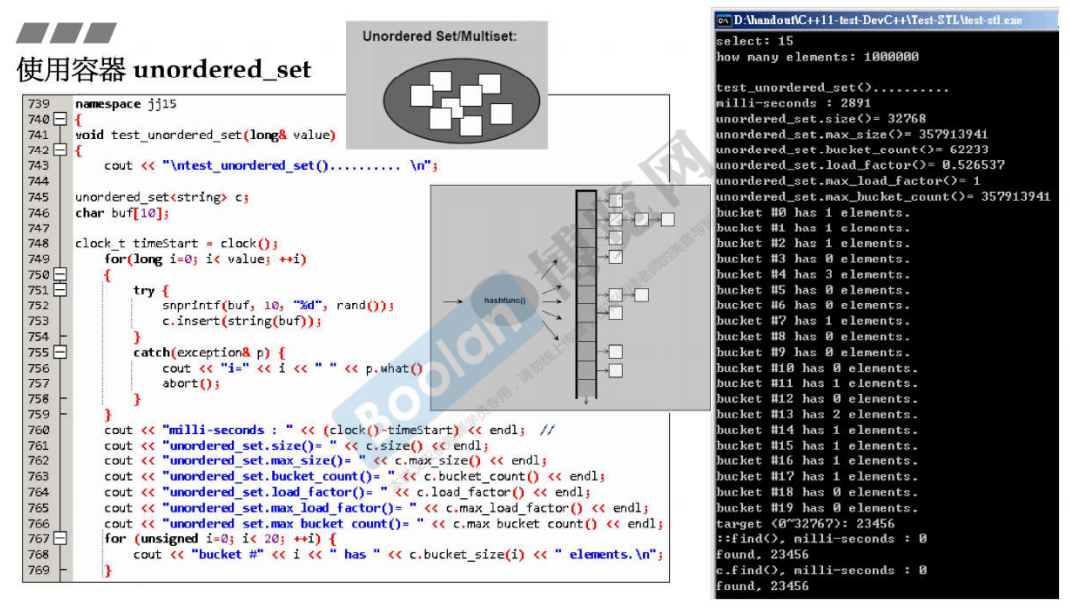 使用容器 unordered_set
Unordered Set/Multiset:
739 namespace jj15
740 {
741 void test_unordered_set(long& value)
742 {
743 cout << "\ntest_unordered_set().......... \n";
744
745 unordered_set<string> c;
746 char buf[10];
747
748 clock_t timeStart = clock();
749 for(long i=0; i< value; ++i)
750 {
751 try {
752 snprintf(buf, 10, "%d", rand());
753 c.insert(string(buf));
754 }
755 catch(exception& p) {
756 cout << "i=" << i << " " << p.what()
757 abort();
758 }
759 }
760 cout << "milli-seconds : " << (clock()-timeStart) << endl; //
761 cout << "unordered_set.size()= " << c.size() << endl;
762 cout << "unordered_set.max_size()= " << c.max_size() << endl;
763 cout << "unordered_set.bucket_count()= " << c.bucket_count() << endl;
764 cout << "unordered_set.load_factor()= " << c.load_factor() << endl;
765 cout << "unordered_set.max_load_factor()= " << c.max_load_factor() << endl;
766 cout << "unordered_set.max_bucket_count()= " << c.max_bucket_count() << endl;
767 for (unsigned i=0; i< 20; ++i) {
768 cout << "bucket #" << i << " has " << c.bucket_size(i) << " elements.\n";
769 }
hashfunc()
Boolan
博览网
D:\handout\C++11-test-DevC++\Test-STL\test-stl.exe
select: 15
how many elements: 1000000
test_unordered_set()..........
milli-seconds : 2891
unordered_set.size()= 32768
unordered_set.max_size()= 357913941
unordered_set.bucket_count()= 62233
unordered_set.load_factor()= 0.526537
unordered_set.max_load_factor()= 1
unordered_set.max_bucket_count()= 357913941
bucket #0 has 1 elements.
bucket #1 has 1 elements.
bucket #2 has 1 elements.
bucket #3 has 0 elements.
bucket #4 has 3 elements.
bucket #5 has 0 elements.
bucket #6 has 0 elements.
bucket #7 has 1 elements.
bucket #8 has 0 elements.
bucket #9 has 0 elements.
bucket #10 has 0 elements.
bucket #11 has 1 elements.
bucket #12 has 0 elements.
bucket #13 has 2 elements.
bucket #14 has 1 elements.
bucket #15 has 1 elements.
bucket #16 has 1 elements.
bucket #17 has 1 elements.
bucket #18 has 0 elements.
bucket #19 has 0 elements.
target (0~32767): 23456
::find(), milli-seconds : 0
found, 23456
c.find(), milli-seconds : 0
found, 23456